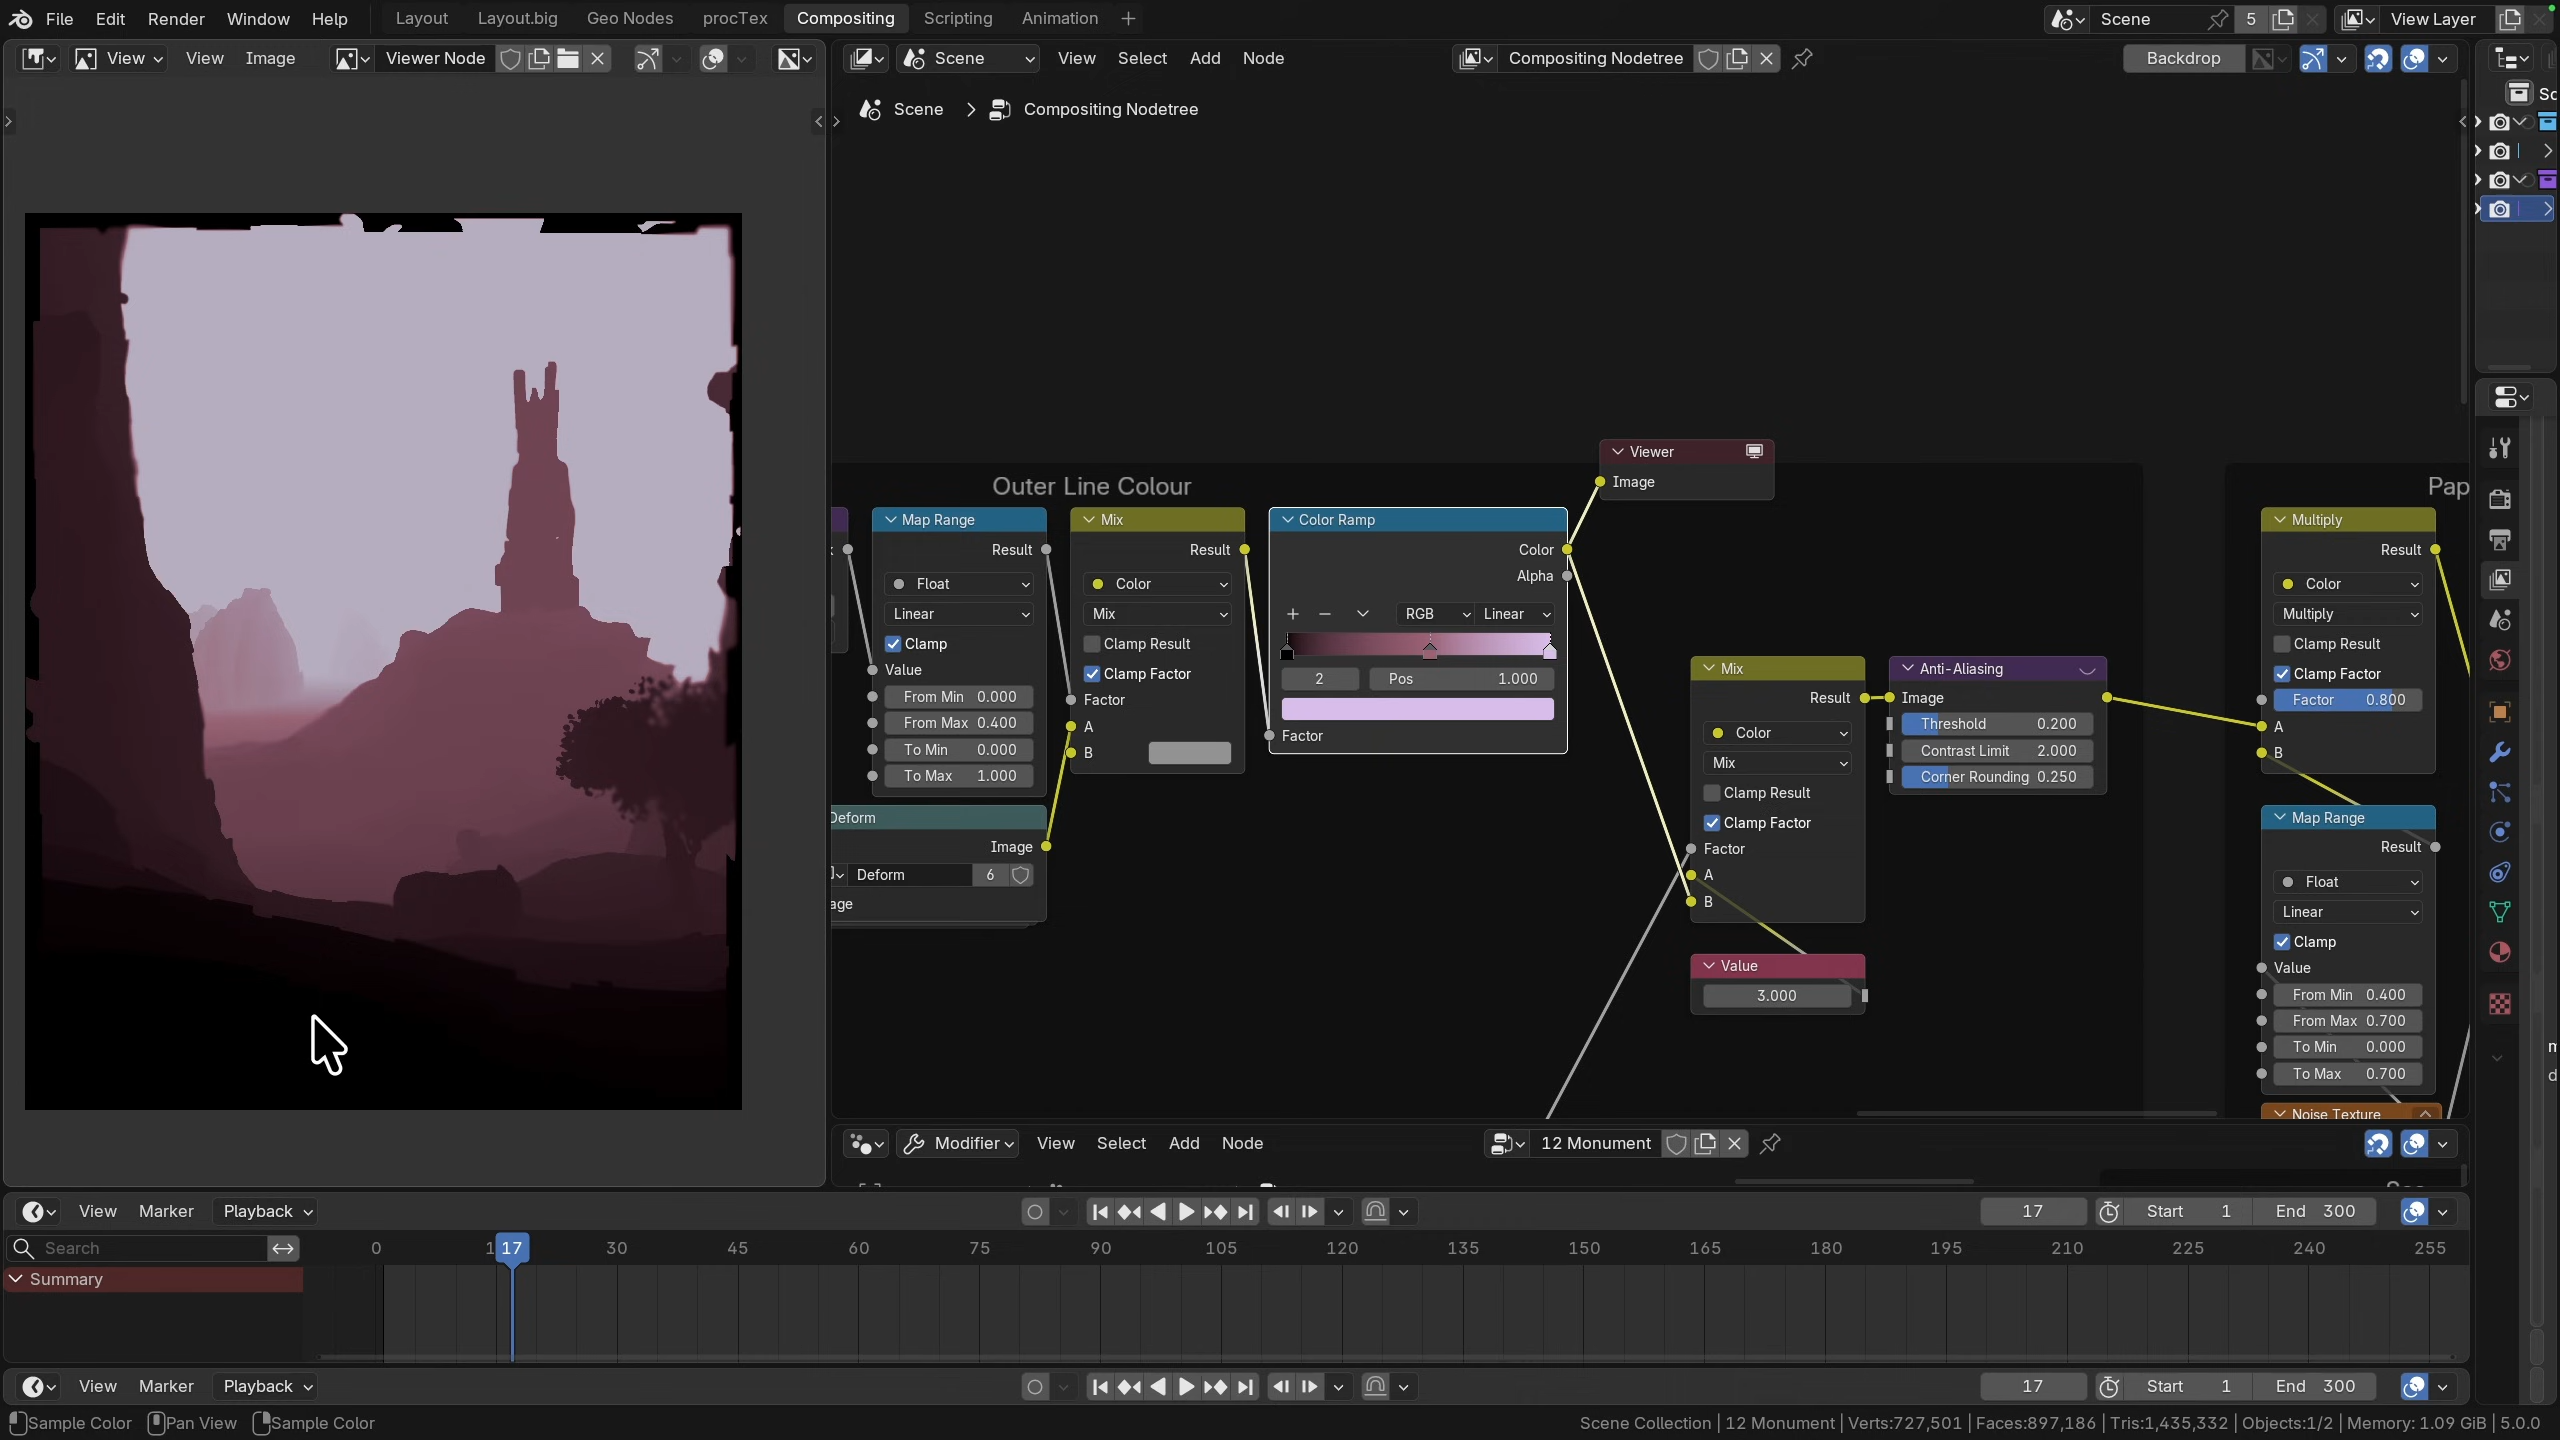 File Edit Render Window Help Layout Layout.big Geo Nodes procTex Compositing Scripting Animation + Scene 5 View Layer
View View Image Viewer Node Scene View Select Add Node Compositing Nodetree Backdrop
Scene > Compositing Nodetree
Viewer
Image
Outer Line Colour
Map Range
Result
Float
Linear
Clamp
Value
From Min 0.000
From Max 0.400
To Min 0.000
To Max 1.000
Deform
Image
Deform 6
age
Mix
Result
Color
Mix
Clamp Result
Clamp Factor
Factor
A
B
Color Ramp
Color
Alpha
RGB Linear
2 Pos 1.000
Factor
Mix
Result
Color
Mix
Clamp Result
Clamp Factor
Factor
A
B
Value
3.000
Anti-Aliasing
Image
Threshold 0.200
Contrast Limit 2.000
Corner Rounding 0.250
Pap
Multiply
Result
Color
Multiply
Clamp Result
Clamp Factor
Factor 0.800
A
B
Map Range
Result
Float
Linear
Clamp
Value
From Min 0.400
From Max 0.700
To Min 0.000
To Max 0.700
Noise Texture
Modifier View Select Add Node 12 Monument
View Marker Playback 17 Start 1 End 300
Search 0 1 17 30 45 60 75 90 105 120 135 150 165 180 195 210 225 240 255
Summary
View Marker Playback 17 Start 1 End 300
Sample Color Pan View Sample Color Scene Collection | 12 Monument | Verts:727,501 | Faces:897,186 | Tris:1,435,332 | Objects:1/2 | Memory: 1.09 GiB | 5.0.0